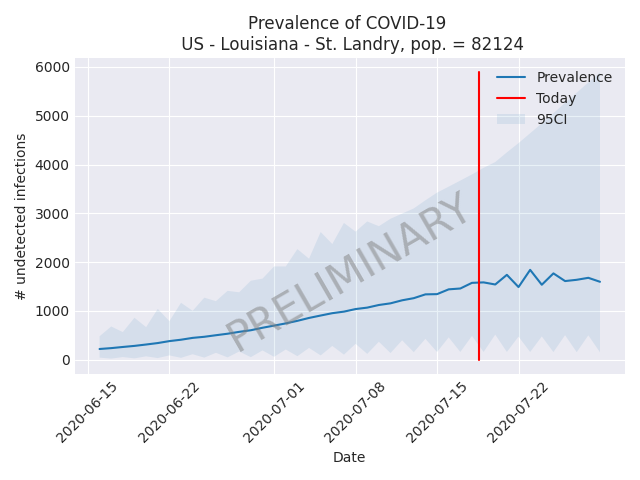 Prevalence of COVID-19
US - Louisiana - St. Landry, pop. = 82124
6000
5000
4000
3000
2000
1000
0
# undetected infections
Prevalence
Today
95CI
PRELIMINARY
2020-06-15
2020-06-22
2020-07-01
2020-07-08
2020-07-15
2020-07-22
Date